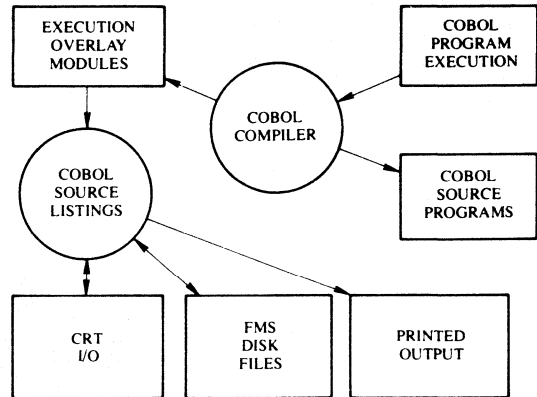 EXECUTION
OVERLAY
MODULES
COBOL
PROGRAM
EXECUTION
COBOL
COMPILER
COBOL
SOURCE
LISTINGS
COBOL
SOURCE
PROGRAMS
CRT
I/O
FMS
DISK
FILES
PRINTED
OUTPUT